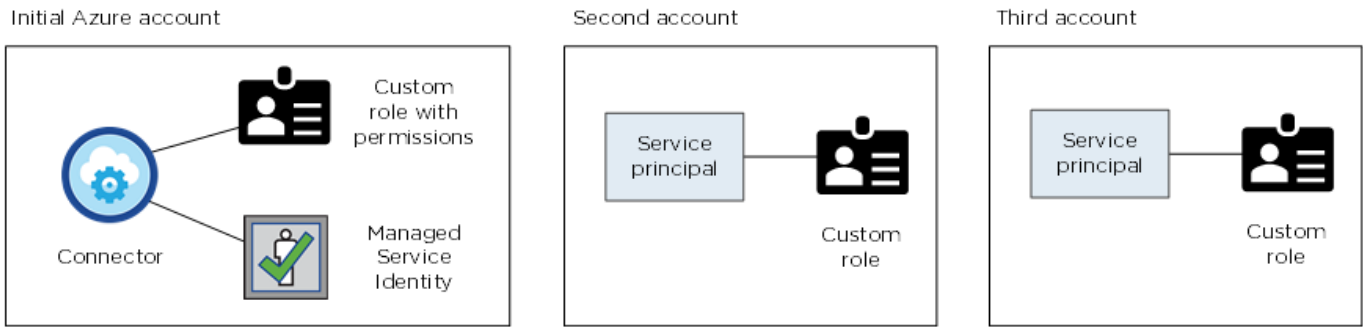 Initial Azure account
Second account
Third account
Custom
role with
permissions
Connector
Managed
Service
Identity
Service
principal
Custom
role
Service
principal
Custom
role